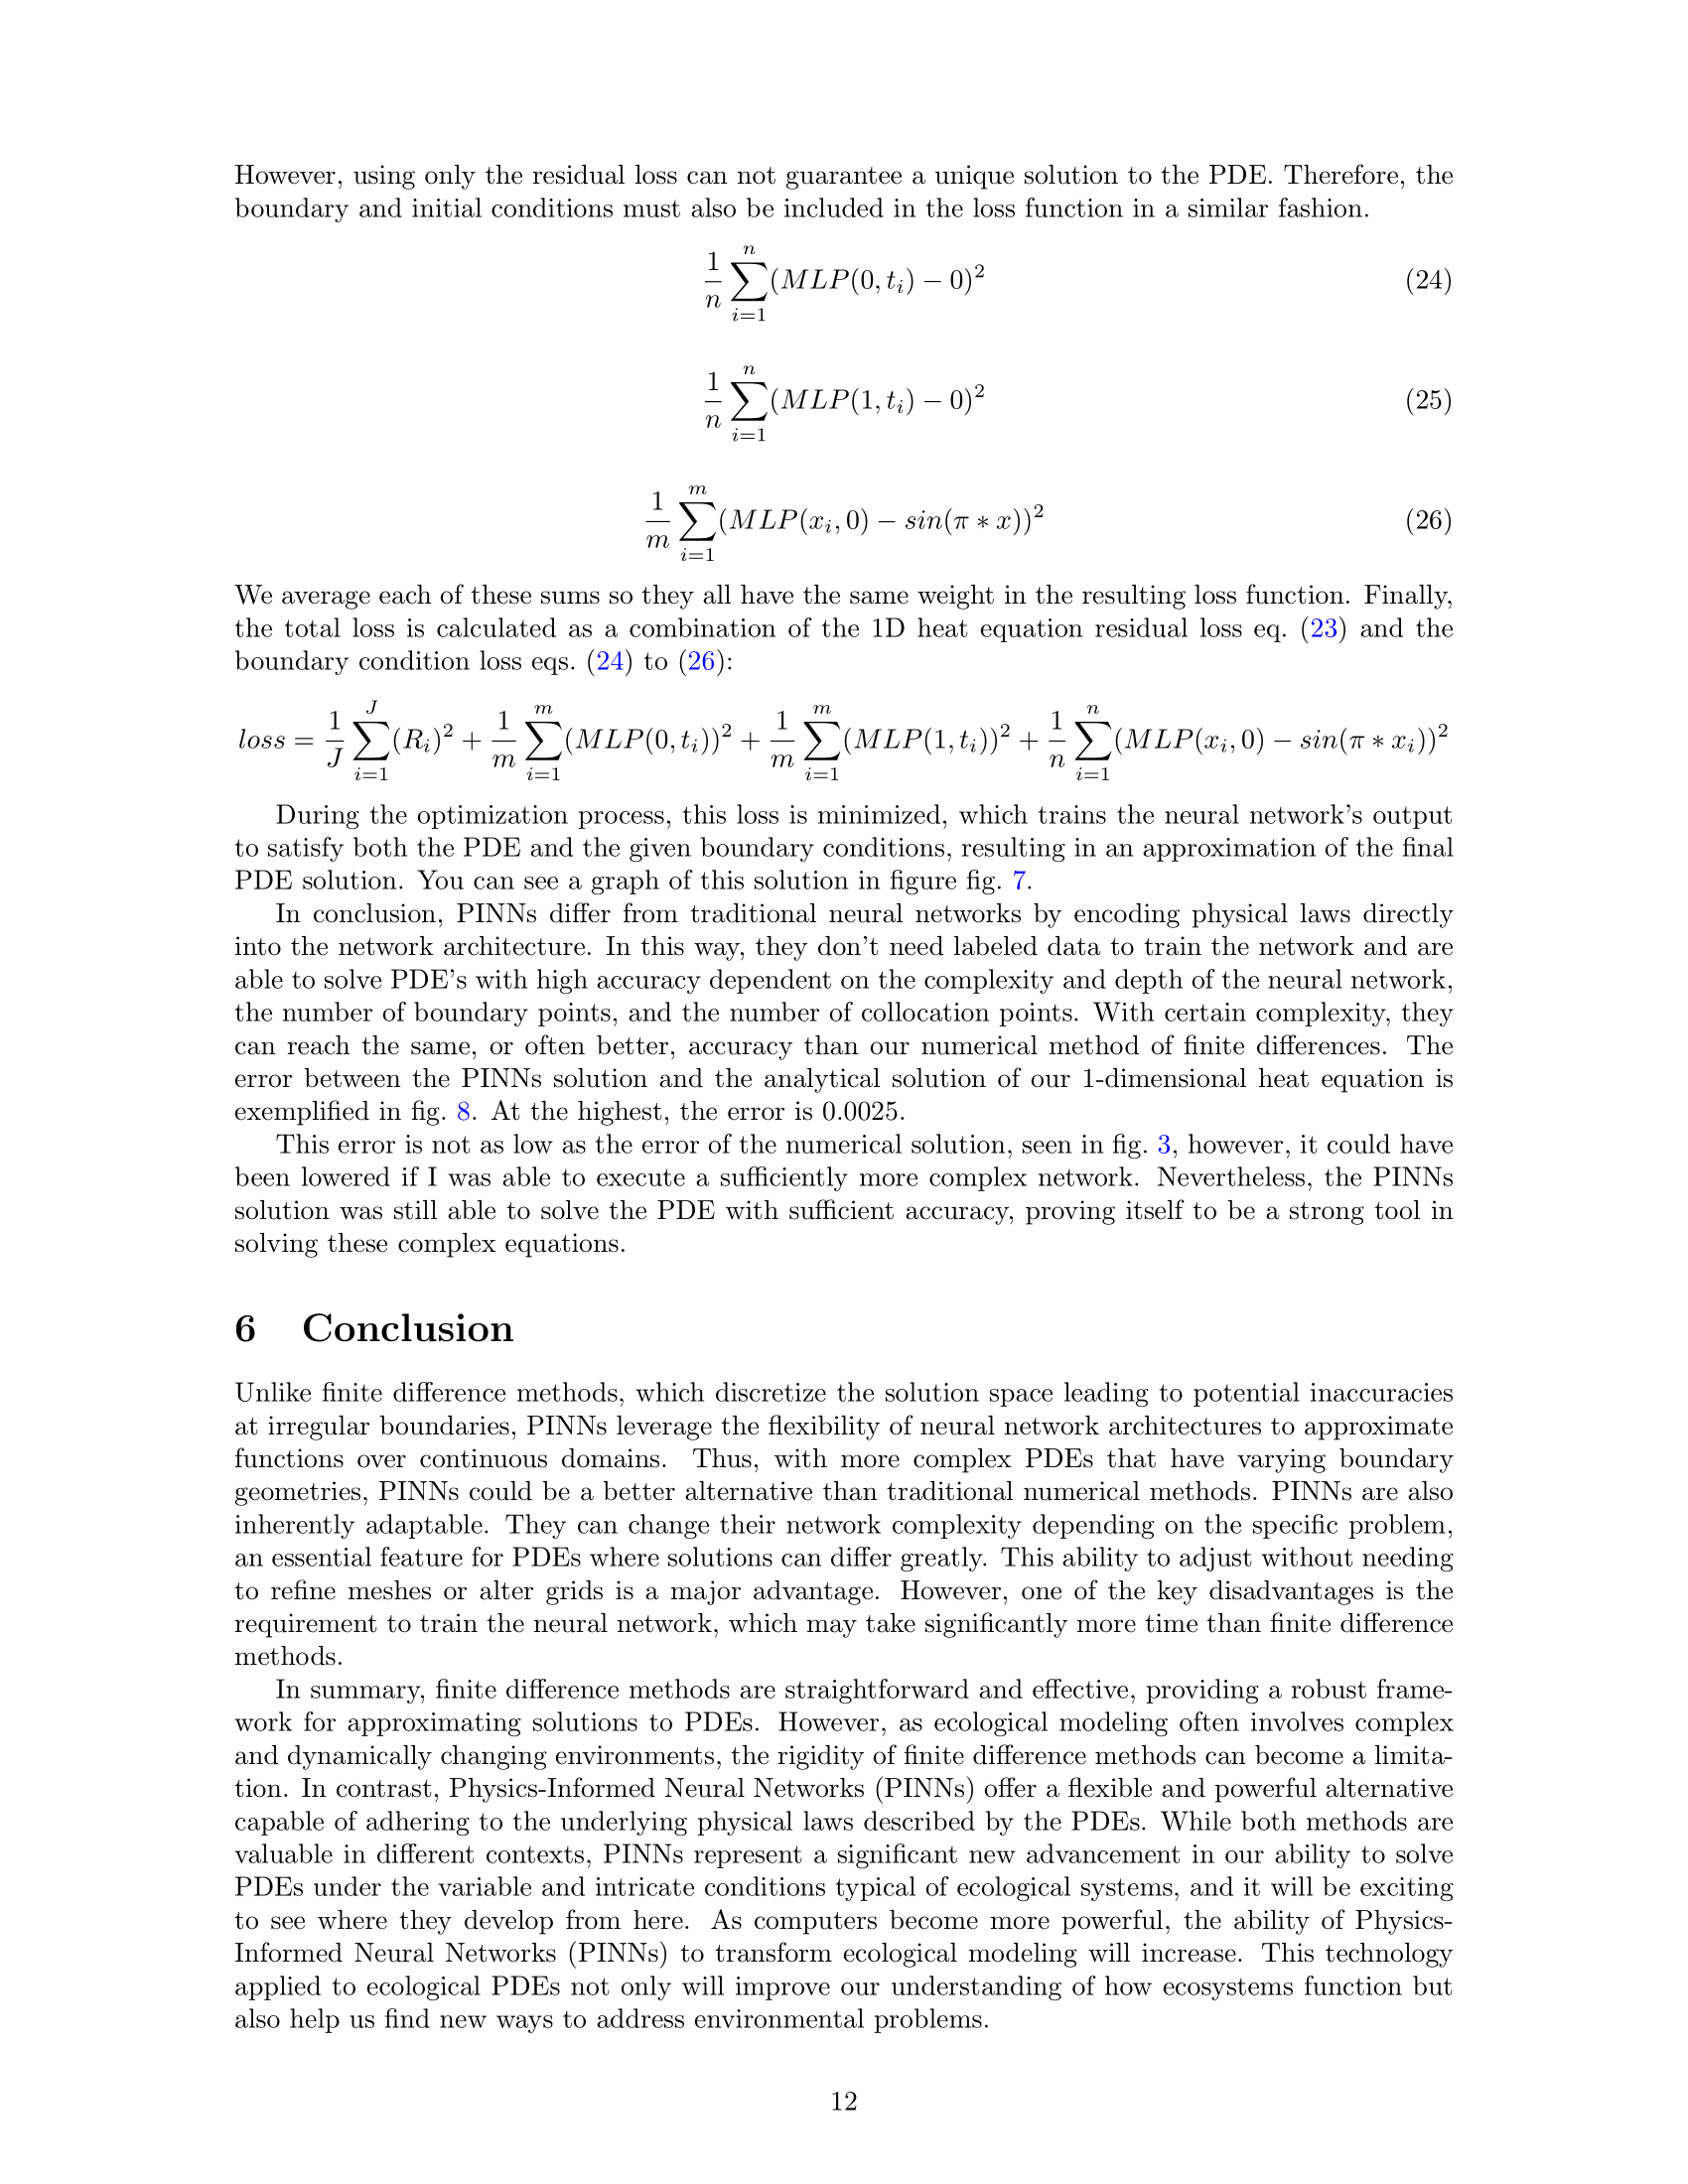 However, using only the residual loss can not guarantee a unique solution to the PDE. Therefore, the
boundary and initial conditions must also be included in the loss function in a similar fashion.
\frac{1}{n} \sum_{i=1}^{n} (MLP(0, t_i) - 0)^2 (24)
\frac{1}{n} \sum_{i=1}^{n} (MLP(1, t_i) - 0)^2 (25)
\frac{1}{m} \sum_{i=1}^{m} (MLP(x_i, 0) - sin(\pi * x))^2 (26)
We average each of these sums so they all have the same weight in the resulting loss function. Finally,
the total loss is calculated as a combination of the 1D heat equation residual loss eq. (23) and the
boundary condition loss eqs. (24) to (26):
loss = \frac{1}{J} \sum_{i=1}^{J} (R_i)^2 + \frac{1}{m} \sum_{i=1}^{m} (MLP(0, t_i))^2 + \frac{1}{m} \sum_{i=1}^{m} (MLP(1, t_i))^2 + \frac{1}{n} \sum_{i=1}^{n} (MLP(x_i, 0) - sin(\pi * x_i))^2
During the optimization process, this loss is minimized, which trains the neural network's output
to satisfy both the PDE and the given boundary conditions, resulting in an approximation of the final
PDE solution. You can see a graph of this solution in figure fig. 7.
In conclusion, PINNs differ from traditional neural networks by encoding physical laws directly
into the network architecture. In this way, they don't need labeled data to train the network and are
able to solve PDE's with high accuracy dependent on the complexity and depth of the neural network,
the number of boundary points, and the number of collocation points. With certain complexity, they
can reach the same, or often better, accuracy than our numerical method of finite differences. The
error between the PINNs solution and the analytical solution of our 1-dimensional heat equation is
exemplified in fig. 8. At the highest, the error is 0.0025.
This error is not as low as the error of the numerical solution, seen in fig. 3, however, it could have
been lowered if I was able to execute a sufficiently more complex network. Nevertheless, the PINNs
solution was still able to solve the PDE with sufficient accuracy, proving itself to be a strong tool in
solving these complex equations.
6 Conclusion
Unlike finite difference methods, which discretize the solution space leading to potential inaccuracies
at irregular boundaries, PINNs leverage the flexibility of neural network architectures to approximate
functions over continuous domains. Thus, with more complex PDEs that have varying boundary
geometries, PINNs could be a better alternative than traditional numerical methods. PINNs are also
inherently adaptable. They can change their network complexity depending on the specific problem,
an essential feature for PDEs where solutions can differ greatly. This ability to adjust without needing
to refine meshes or alter grids is a major advantage. However, one of the key disadvantages is the
requirement to train the neural network, which may take significantly more time than finite difference
methods.
In summary, finite difference methods are straightforward and effective, providing a robust frame-
work for approximating solutions to PDEs. However, as ecological modeling often involves complex
and dynamically changing environments, the rigidity of finite difference methods can become a limita-
tion. In contrast, Physics-Informed Neural Networks (PINNs) offer a flexible and powerful alternative
capable of adhering to the underlying physical laws described by the PDEs. While both methods are
valuable in different contexts, PINNs represent a significant new advancement in our ability to solve
PDEs under the variable and intricate conditions typical of ecological systems, and it will be exciting
to see where they develop from here. As computers become more powerful, the ability of Physics-
Informed Neural Networks (PINNs) to transform ecological modeling will increase. This technology
applied to ecological PDEs not only will improve our understanding of how ecosystems function but
also help us find new ways to address environmental problems.
12